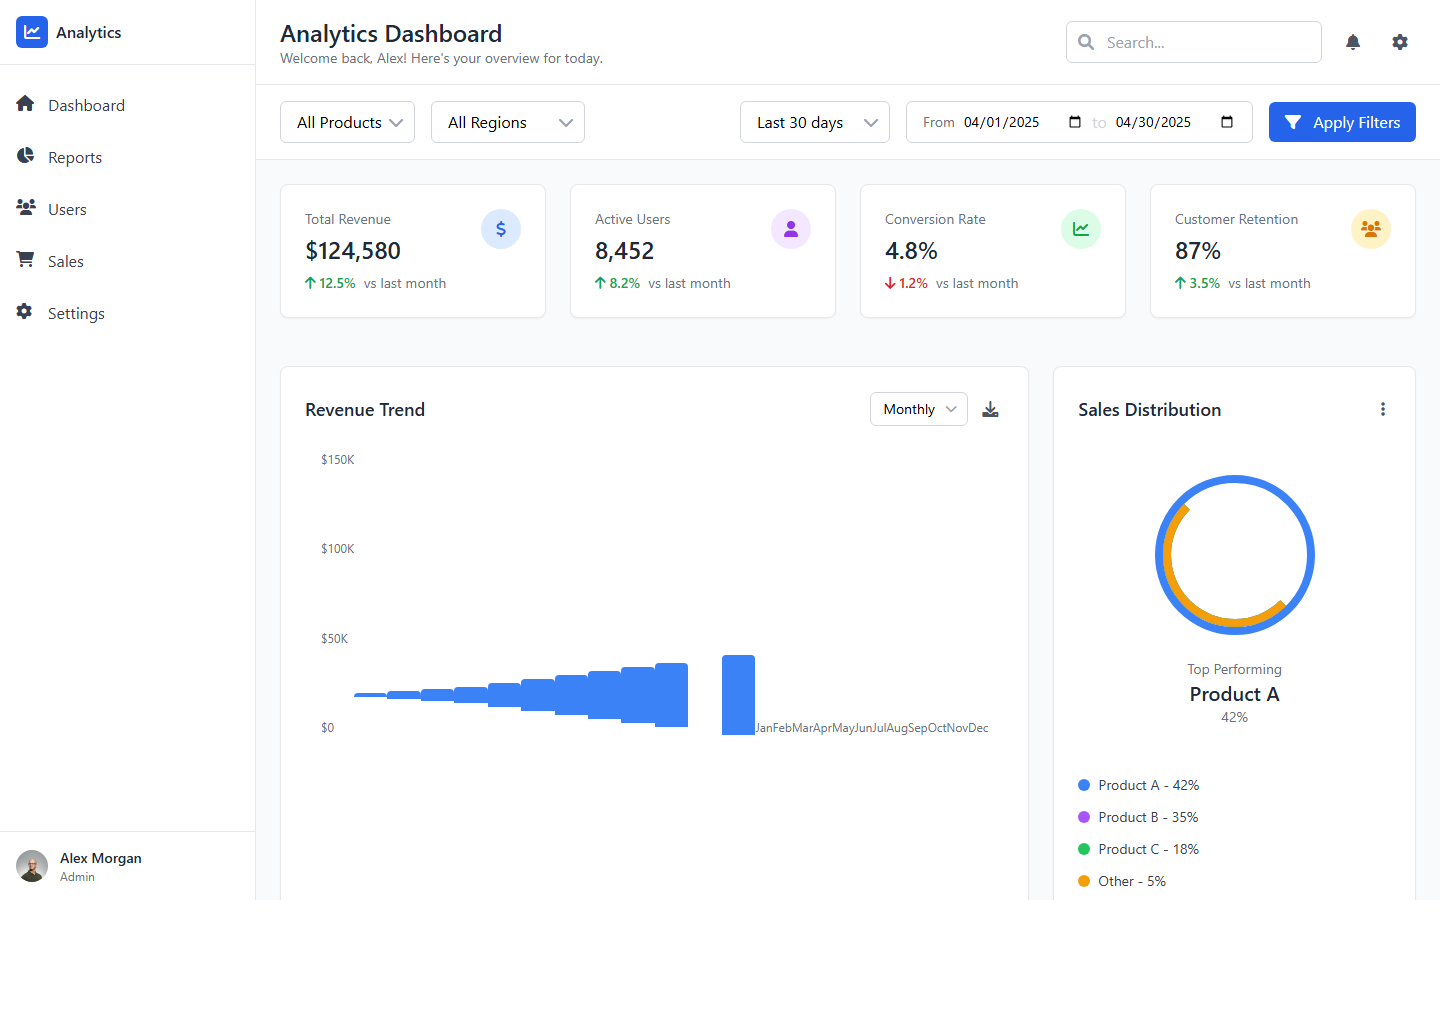 Analytics
Dashboard
Reports
Users
Sales
Settings
Alex Morgan
Admin
Analytics Dashboard
Welcome back, Alex! Here's your overview for today.
Search...
All Products
All Regions
Last 30 days
From 04/01/2025 to 04/30/2025
Apply Filters
Total Revenue
$124,580
12.5% vs last month
Active Users
8,452
8.2% vs last month
Conversion Rate
4.8%
1.2% vs last month
Customer Retention
87%
3.5% vs last month
Revenue Trend
Monthly
$150K
$100K
$50K
$0
JanFebMarAprMayJunJulAugSepOctNovDec
Sales Distribution
Top Performing
Product A
42%
Product A - 42%
Product B - 35%
Product C - 18%
Other - 5%